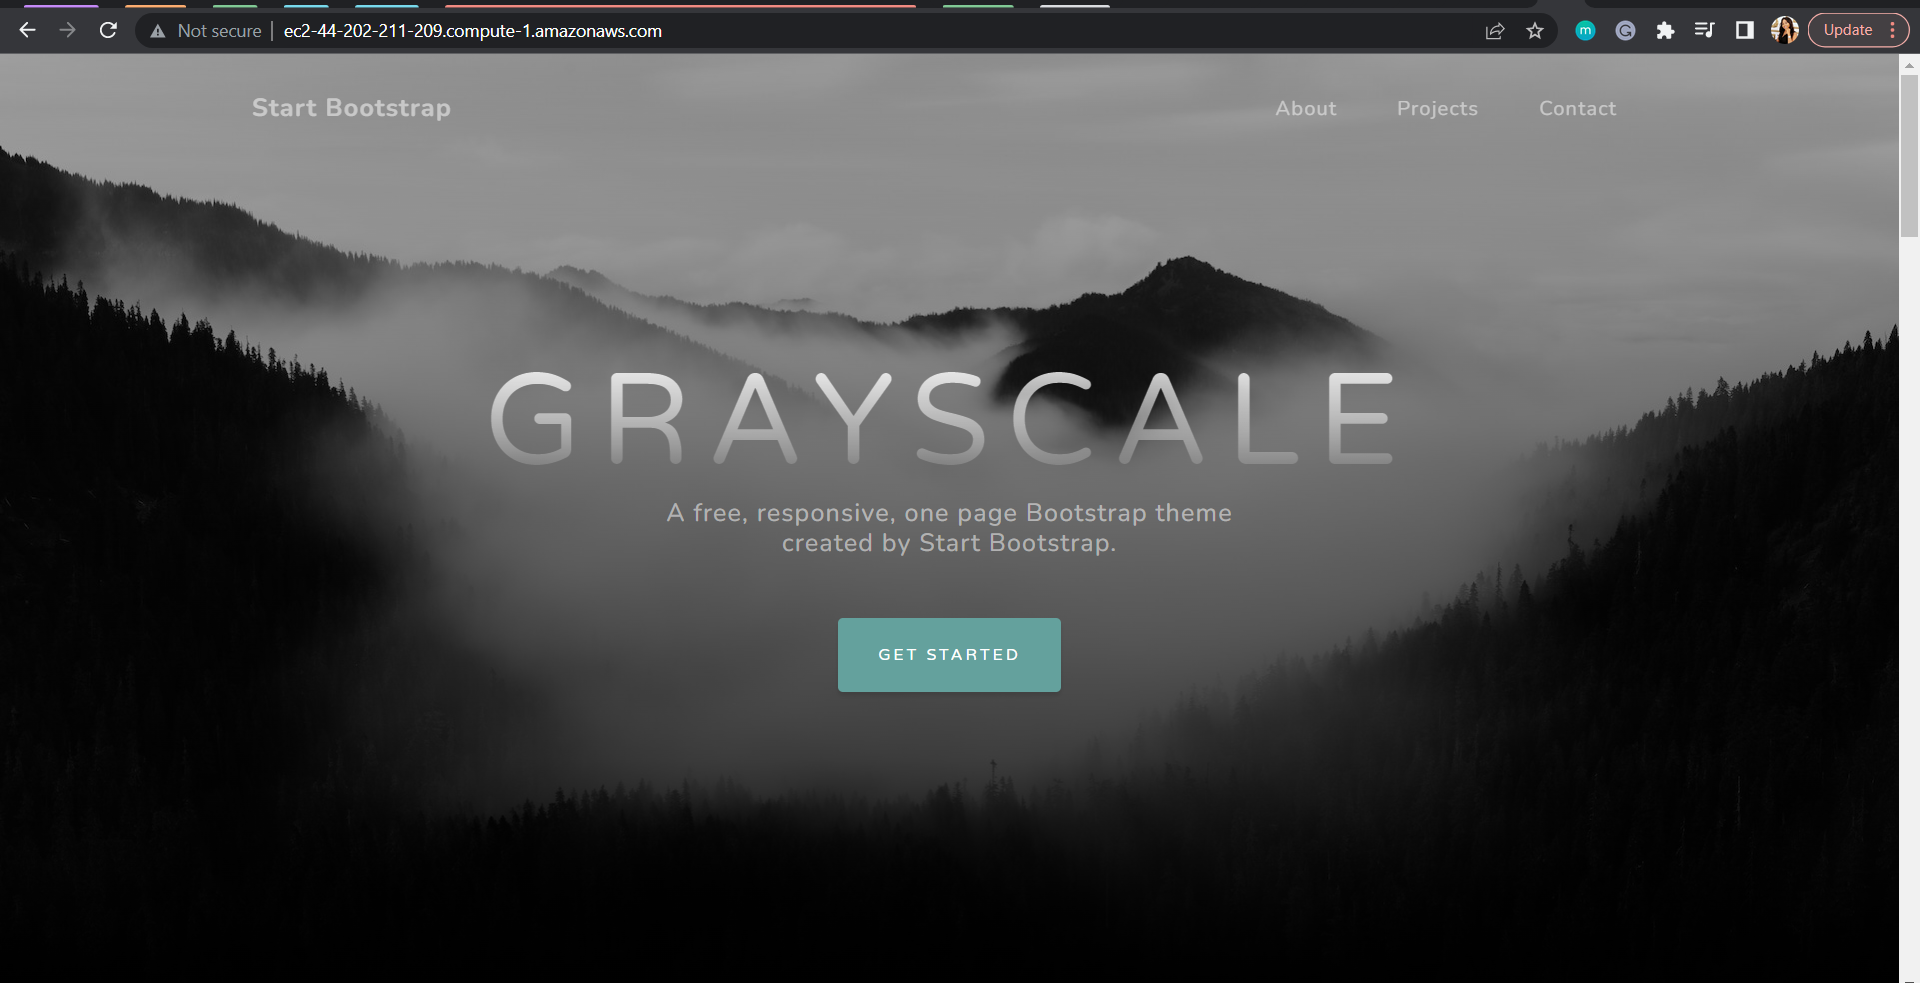 Not secure
ec2-44-202-211-209.compute-1.amazonaws.com
m
G
Update
Start Bootstrap
About
Projects
Contact
GRAYSCALE
A free, responsive, one page Bootstrap theme
created by Start Bootstrap.
GET STARTED